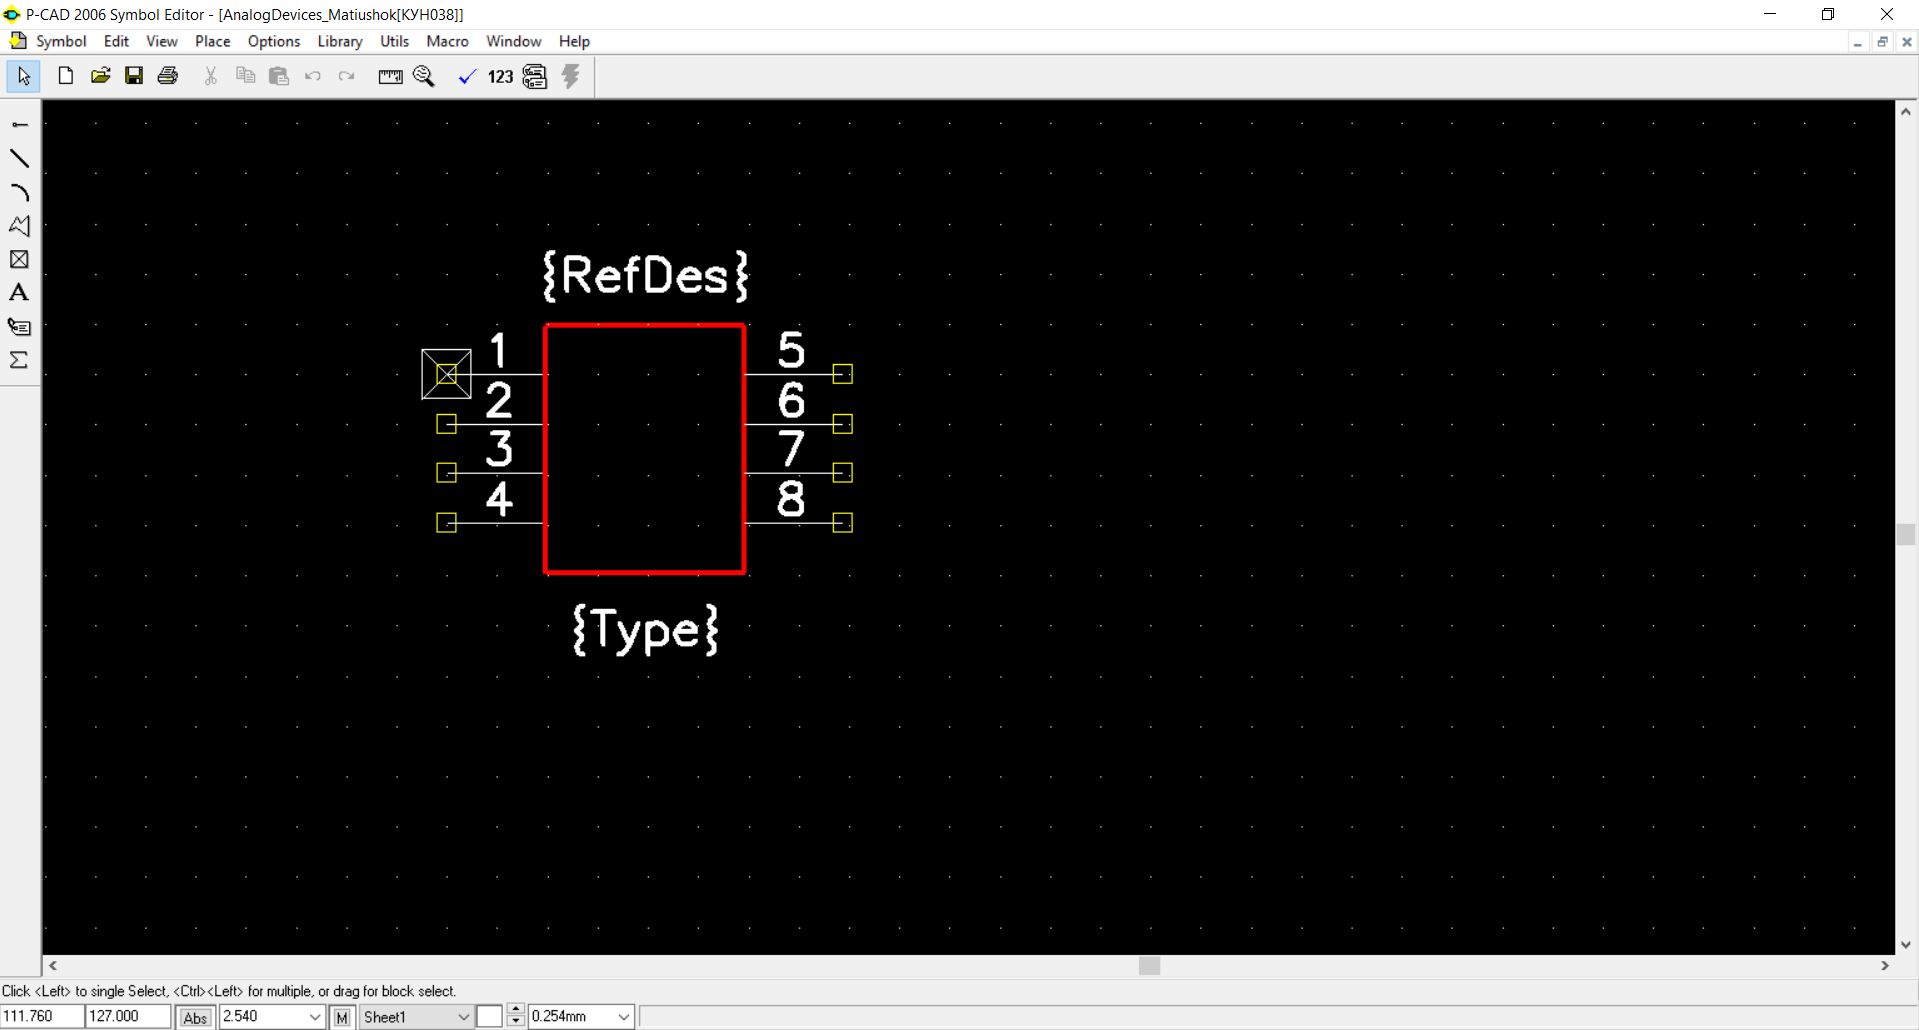 P-CAD 2006 Symbol Editor - [AnalogDevices_Matiushok[КУН038]]
Symbol Edit View Place Options Library Utils Macro Window Help
123
A
{RefDes}
1 5
2 6
3 7
4 8
{Type}
Click <Left> to single Select, <Ctrl><Left> for multiple, or drag for block select.
111.760 127.000 Abs 2.540 M Sheet1 0.254mm